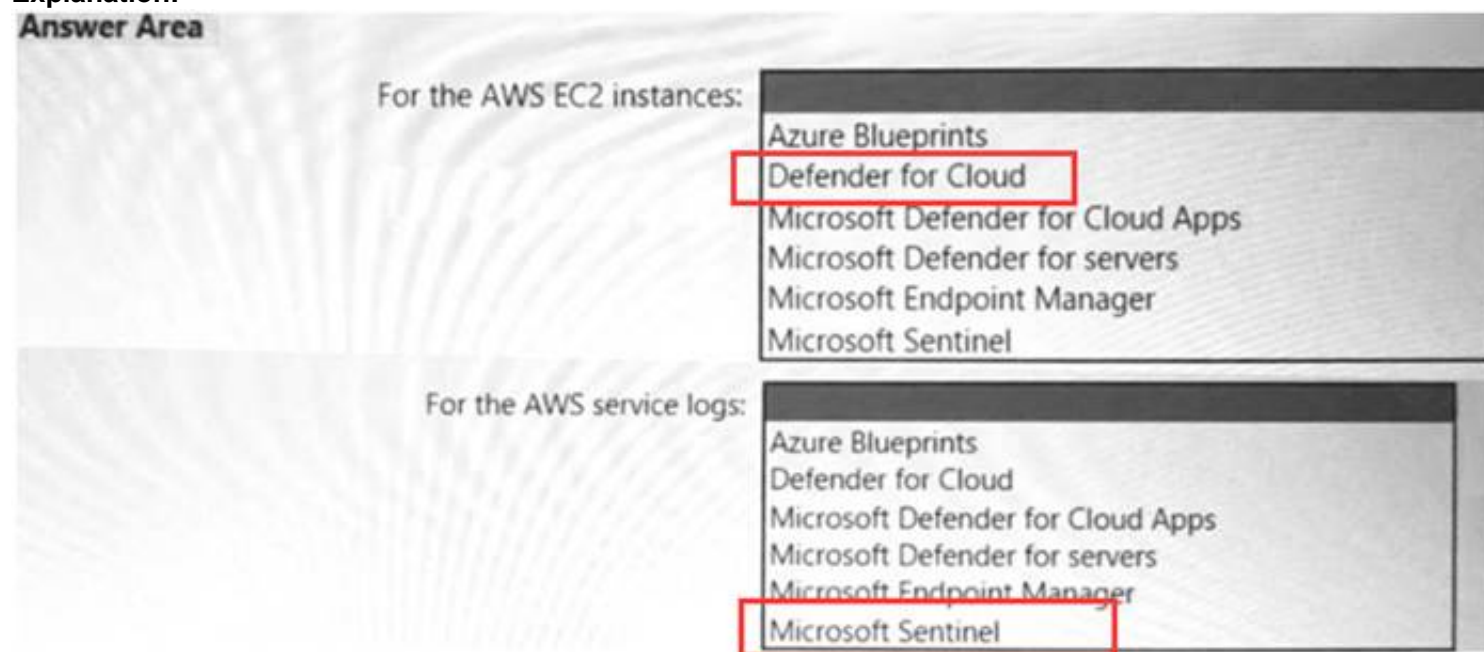 Explanation:
Answer Area
For the AWS EC2 instances:
Azure Blueprints
Defender for Cloud
Microsoft Defender for Cloud Apps
Microsoft Defender for servers
Microsoft Endpoint Manager
Microsoft Sentinel
For the AWS service logs:
Azure Blueprints
Defender for Cloud
Microsoft Defender for Cloud Apps
Microsoft Defender for servers
Microsoft Endpoint Manager
Microsoft Sentinel